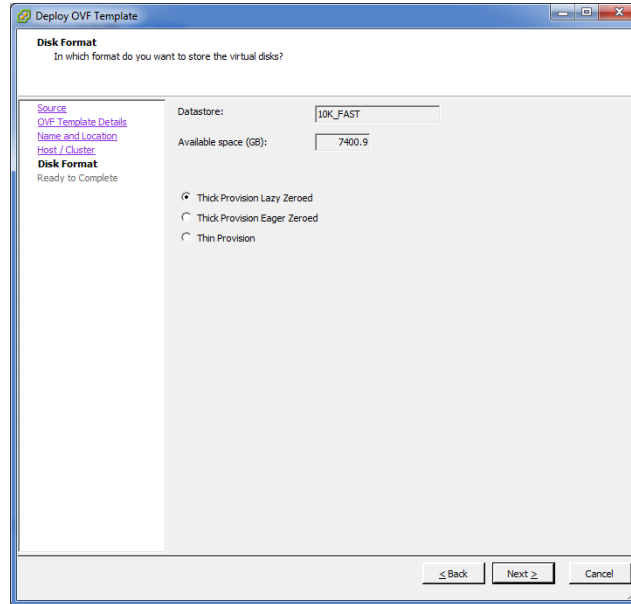 Deploy OVF Template
Disk Format
In which format do you want to store the virtual disks?
Source
OVF Template Details
Name and Location
Host / Cluster
Disk Format
Ready to Complete
Datastore:
10K_FAST
Available space (GB):
7400.9
Thick Provision Lazy Zeroed
Thick Provision Eager Zeroed
Thin Provision
< Back
Next >
Cancel